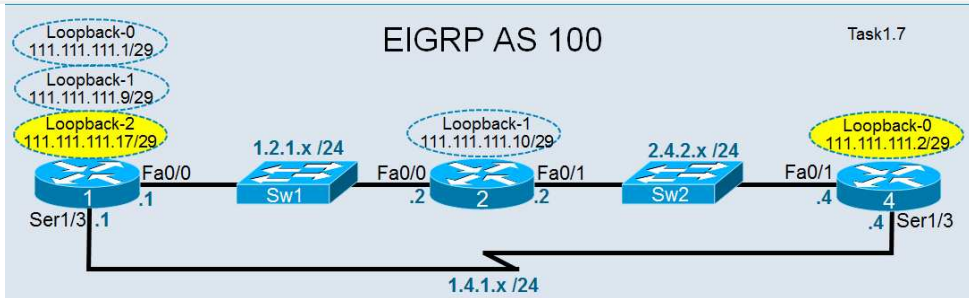 EIGRP AS 100
Task1.7
Loopback-0
111.111.111.1/29
Loopback-1
111.111.111.9/29
Loopback-2
111.111.111.17/29
Loopback-1
111.111.111.10/29
Loopback-0
111.111.111.2/29
1.2.1.x /24
2.4.2.x /24
Fa0/0
.1
1
Ser1/3
.1
Sw1
Fa0/0
.2
2
Fa0/1
.2
Sw2
Fa0/1
.4
4
.4
Ser1/3
1.4.1.x /24